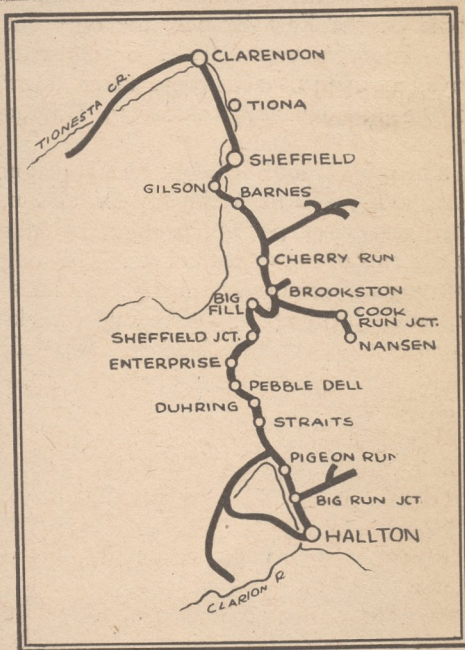 CLARENDON
TIONESTA CR.
TIONA
SHEFFIELD
GILSON
BARNES
CHERRY RUN
BROOKSTON
BIG
FILL
COOK
RUN JCT.
SHEFFIELD JCT.
NANSEN
ENTERPRISE
PEBBLE DELL
DUHRING
STRAITS
PIGEON RUN
BIG RUN JCT
HALLTON
CLARION R